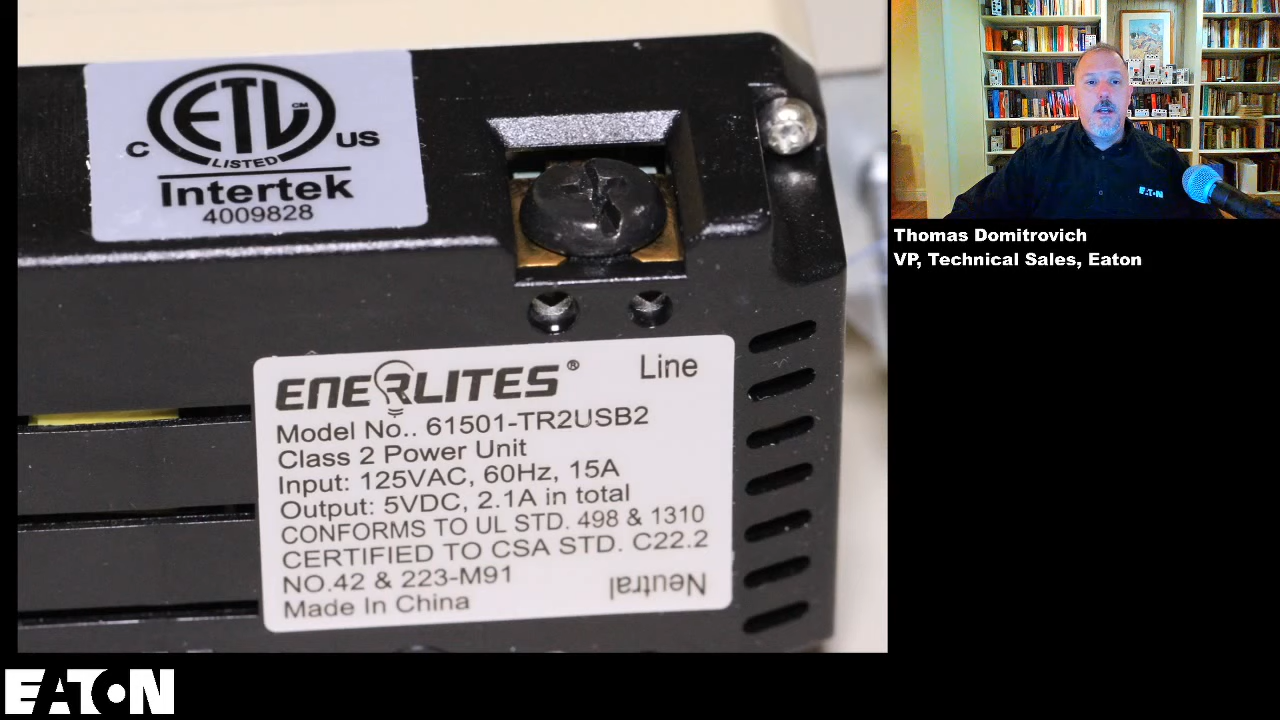 C ETL CM US
LISTED
Intertek
4009828
ENERLITES® Line
Model No.. 61501-TR2USB2
Class 2 Power Unit
Input: 125VAC, 60Hz, 15A
Output: 5VDC, 2.1A in total
CONFORMS TO UL STD. 498 & 1310
CERTIFIED TO CSA STD. C22.2
NO.42 & 223-M91
Neutral
Made In China
EATON
Thomas Domitrovich
VP, Technical Sales, Eaton
EATON